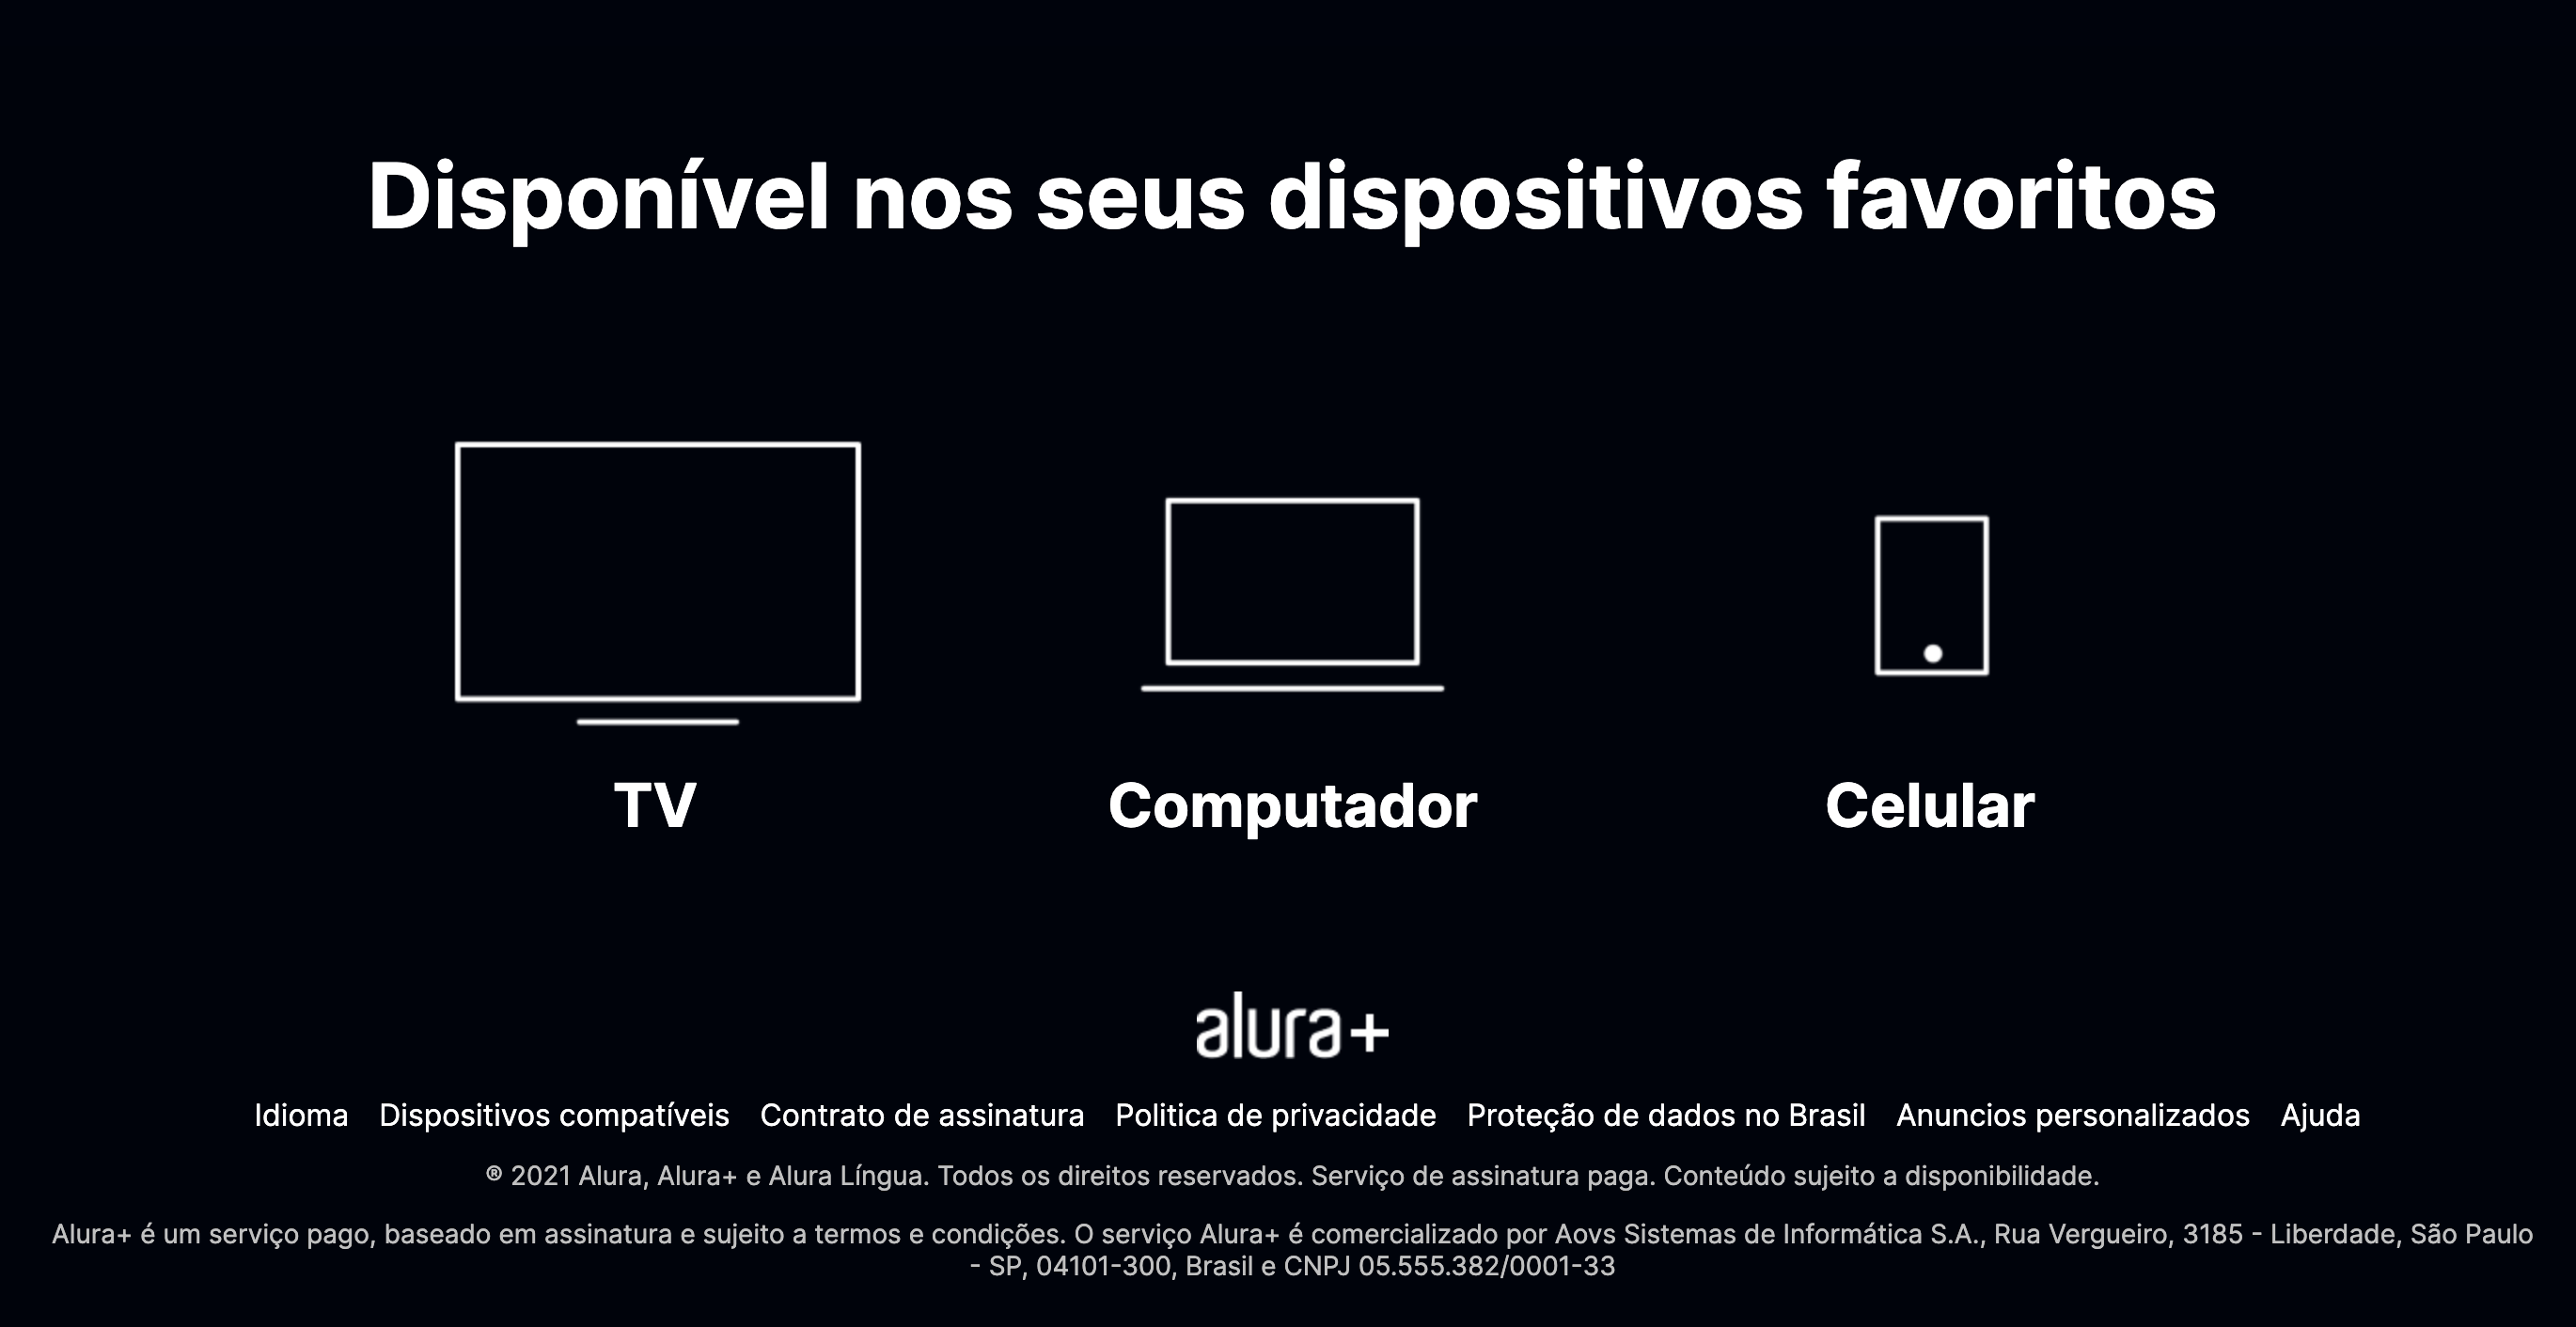 Disponível nos seus dispositivos favoritos
TV
Computador
Celular
alura+
Idioma Dispositivos compatíveis Contrato de assinatura Politica de privacidade Proteção de dados no Brasil Anuncios personalizados Ajuda
® 2021 Alura, Alura+ e Alura Língua. Todos os direitos reservados. Serviço de assinatura paga. Conteúdo sujeito a disponibilidade.
Alura+ é um serviço pago, baseado em assinatura e sujeito a termos e condições. O serviço Alura+ é comercializado por Aovs Sistemas de Informática S.A., Rua Vergueiro, 3185 - Liberdade, São Paulo
- SP, 04101-300, Brasil e CNPJ 05.555.382/0001-33